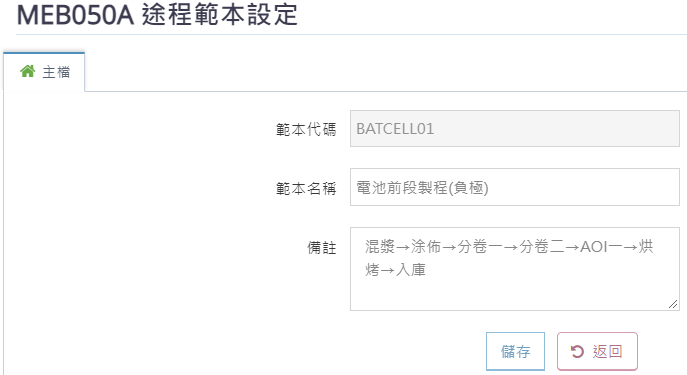 MEB050A 途程範本設定
主檔
範本代碼 BATCELL01
範本名稱 電池前段製程(負極)
備註 混漿→涂佈→分卷一→分卷二→AOI一→烘
烤→入庫
儲存 返回